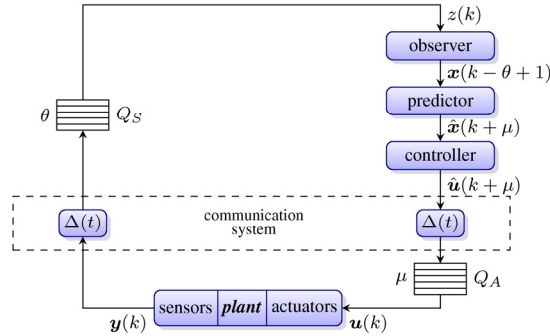 z(k)
observer
x(k − θ + 1)
θ
Q_S
predictor
x̂(k + μ)
controller
û(k + μ)
Δ(t)
communication
system
Δ(t)
μ
Q_A
sensors plant actuators
y(k)
u(k)